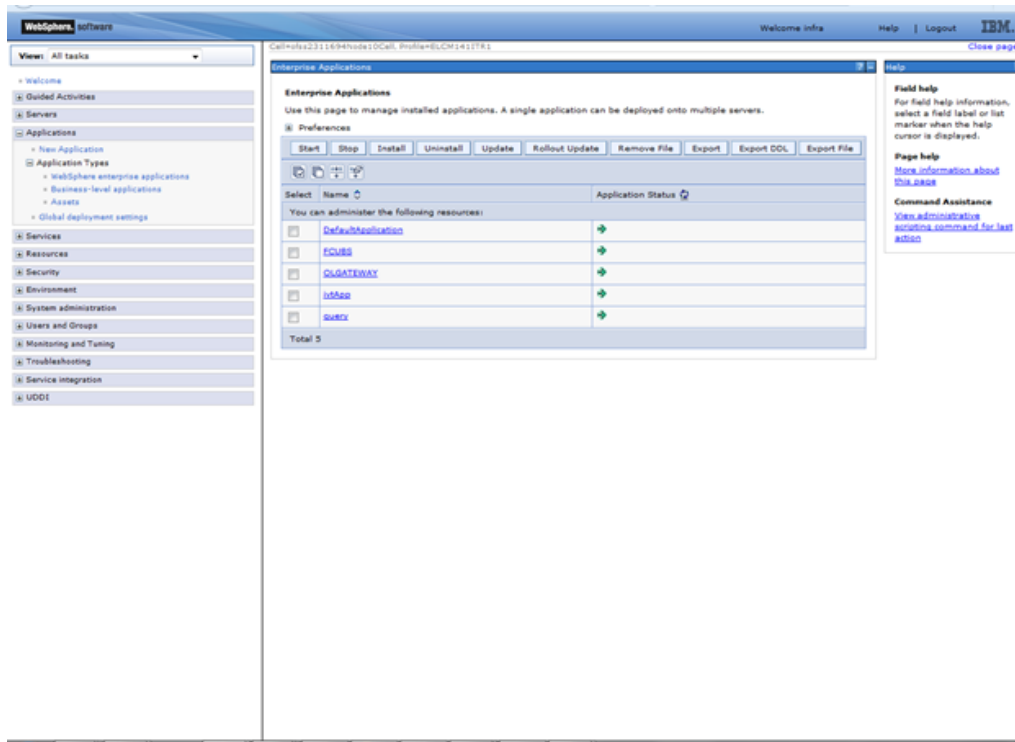 WebSphere. software
Welcome infra
Help | Logout
IBM.
View: All tasks
Cell=ofss2311694Node10Cell, Profile=ELCM141ITR1
Close page
Welcome
Guided Activities
Servers
Applications
New Application
Application Types
WebSphere enterprise applications
Business-level applications
Assets
Global deployment settings
Services
Resources
Security
Environment
System administration
Users and Groups
Monitoring and Tuning
Troubleshooting
Service integration
UDDI
Enterprise Applications
? -
Enterprise Applications
Use this page to manage installed applications. A single application can be deployed onto multiple servers.
Preferences
Start Stop Install Uninstall Update Rollout Update Remove File Export Export DDL Export File
Select Name Application Status
You can administer the following resources:
DefaultApplication
FCUBS
OLGATEWAY
ivtApp
query
Total 5
Help
Field help
For field help information,
select a field label or list
marker when the help
cursor is displayed.
Page help
More information about
this page
Command Assistance
View administrative
scripting command for last
action